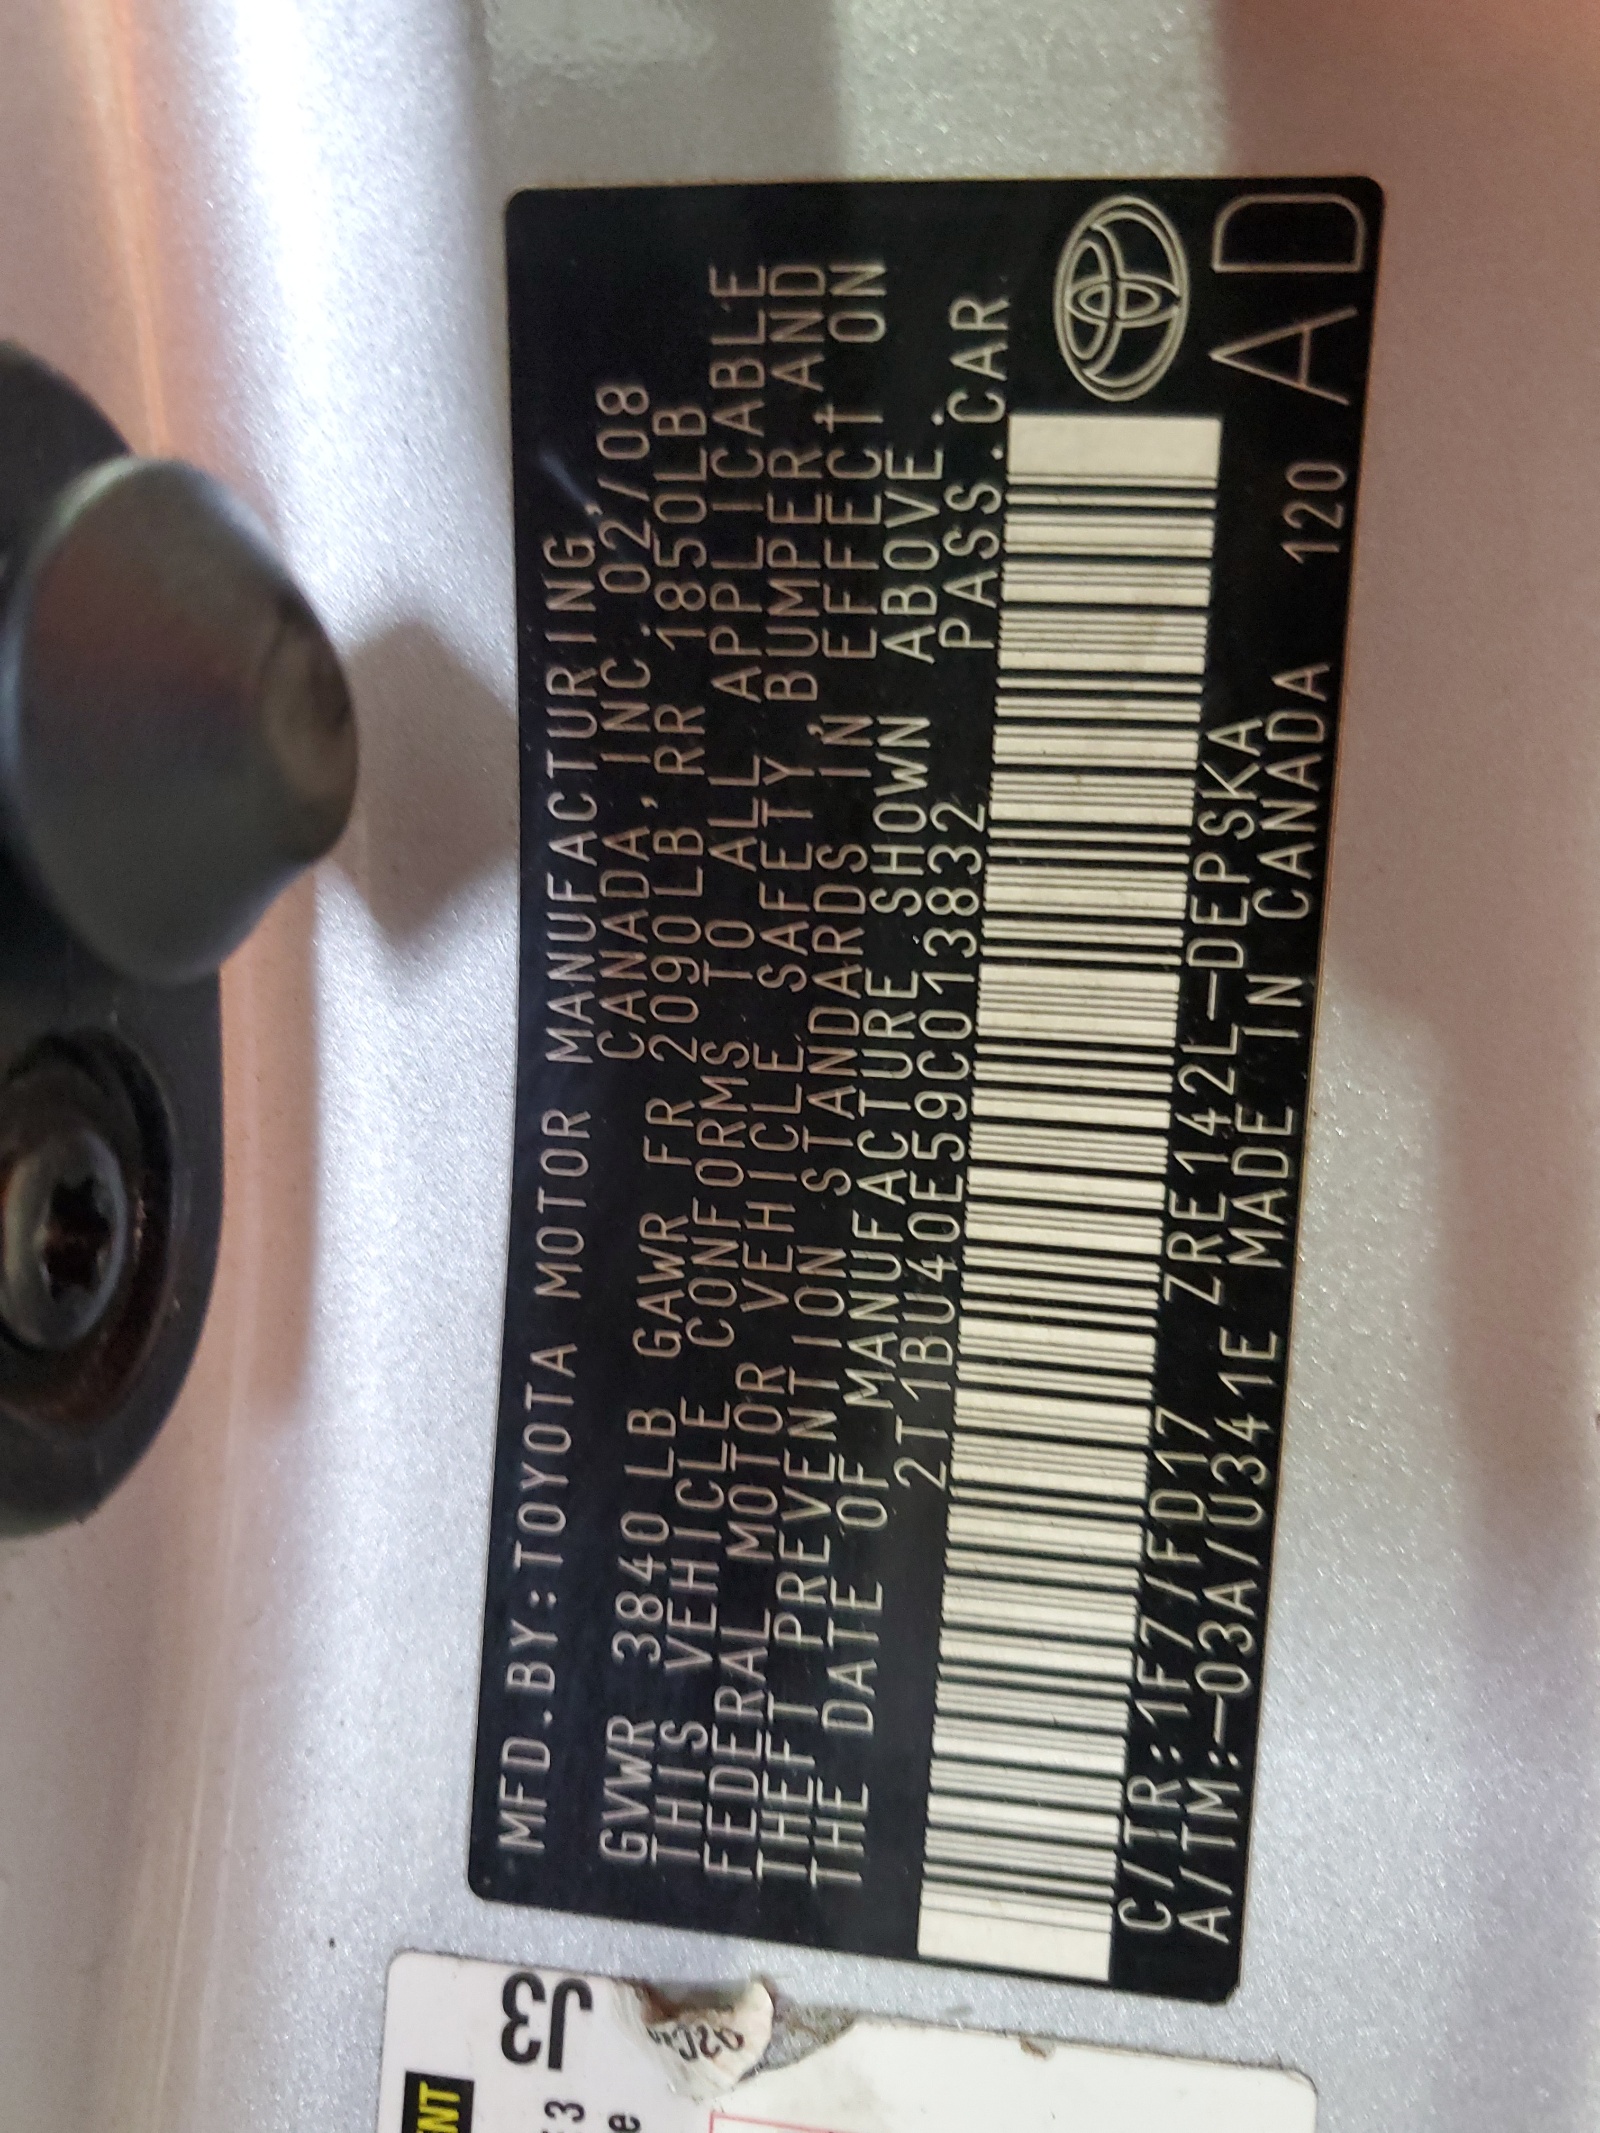 MFD.BY:TOYOTA MOTOR MANUFACTURING
CANADA, INC. 02/08
GVWR 3840 LB GAWR FR 2090LB, RR 1850LB
THIS VEHICLE CONFORMS TO ALL APPLICABLE
FEDERAL MOTOR VEHICLE SAFETY, BUMPER, AND
THEFT PREVENTION STANDARDS IN EFFECT ON
THE DATE OF MANUFACTURE SHOWN ABOVE.
2T1BU40E59C013832 PASS.CAR
C/TR:1F7/FD17 ZRE142L-DEPSKA
A/TM:-03A/U341E MADE IN CANADA 120 AD
J3